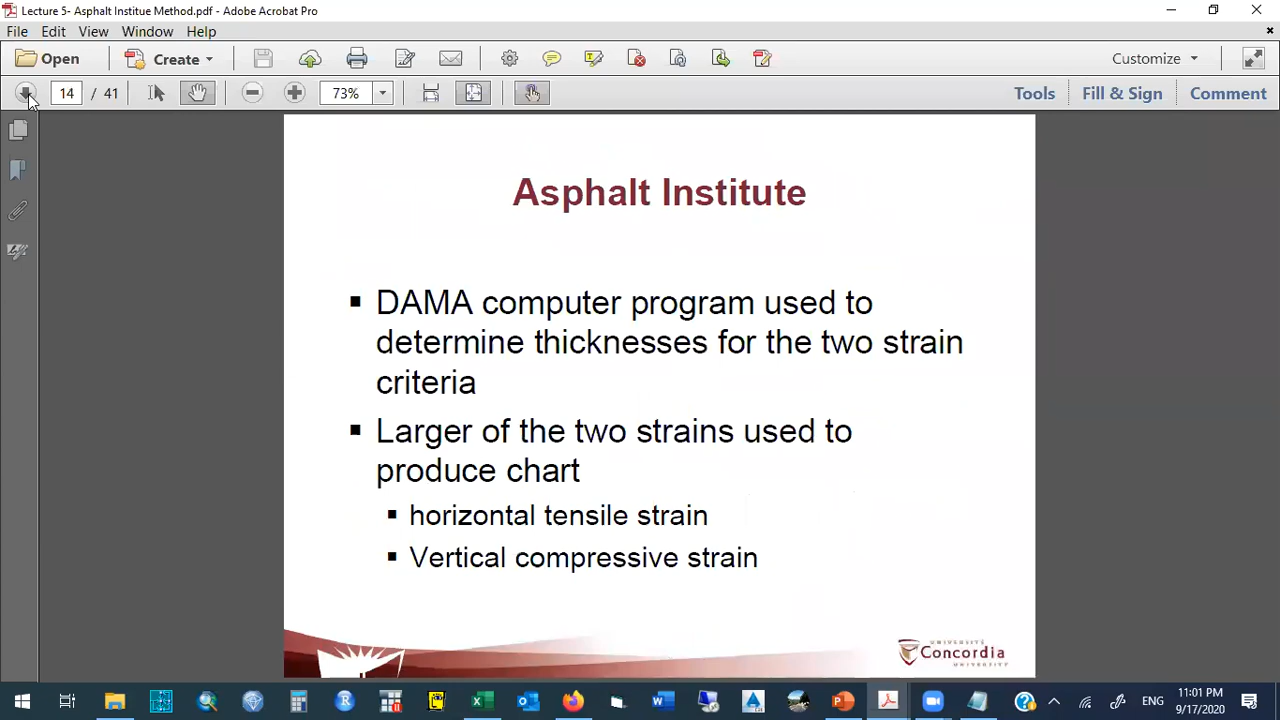 Lecture 5- Asphalt Institue Method.pdf - Adobe Acrobat Pro
File Edit View Window Help
Open Create Customize
14 / 41 73% Tools Fill & Sign Comment
Asphalt Institute
▪ DAMA computer program used to
determine thicknesses for the two strain
criteria
▪ Larger of the two strains used to
produce chart
▪ horizontal tensile strain
▪ Vertical compressive strain
UNIVERSITÉ
Concordia
UNIVERSITY
ENG
11:01 PM
9/17/2020